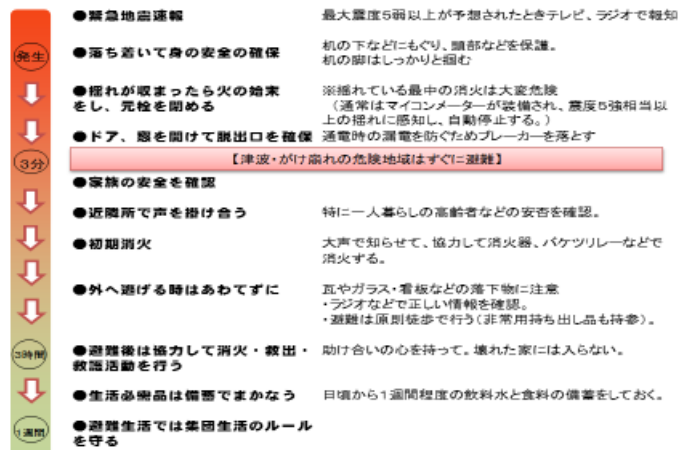 ●緊急地震速報 最大震度5弱以上が予想されたときテレビ、ラジオで報知
発生
●落ち着いて身の安全の確保 机の下などにもぐり、頭部などを保護。
机の脚はしっかりと掴む
●揺れが収まったら火の始末 ※揺れている最中の消火は大変危険
をし、元栓を閉める (通常はマイコンメーターが装備され、震度5強相当以
上の揺れに感知し、自動停止する。)
●ドア、窓を開けて脱出口を確保 通電時の漏電を防ぐためブレーカーを落とす
3分
【津波・がけ崩れの危険地域はすぐに避難】
●家族の安全を確認
●近隣所で声を掛け合う 特に一人暮らしの高齢者などの安否を確認。
●初期消火 大声で知らせて、協力して消火器、バケツリレーなどで
消火する。
●外へ逃げる時はあわてずに 瓦やガラス・看板などの落下物に注意
・ラジオなどで正しい情報を確認。
・避難は原則徒歩で行う(非常用持ち出し品も持参)。
3時間
●避難後は協力して消火・救出・ 助け合いの心を持って。壊れた家には入らない。
救護活動を行う
●生活必需品は備蓄でまかなう 日頃から1週間程度の飲料水と食料の備蓄をしておく。
1週間
●避難生活では集団生活のルール
を守る